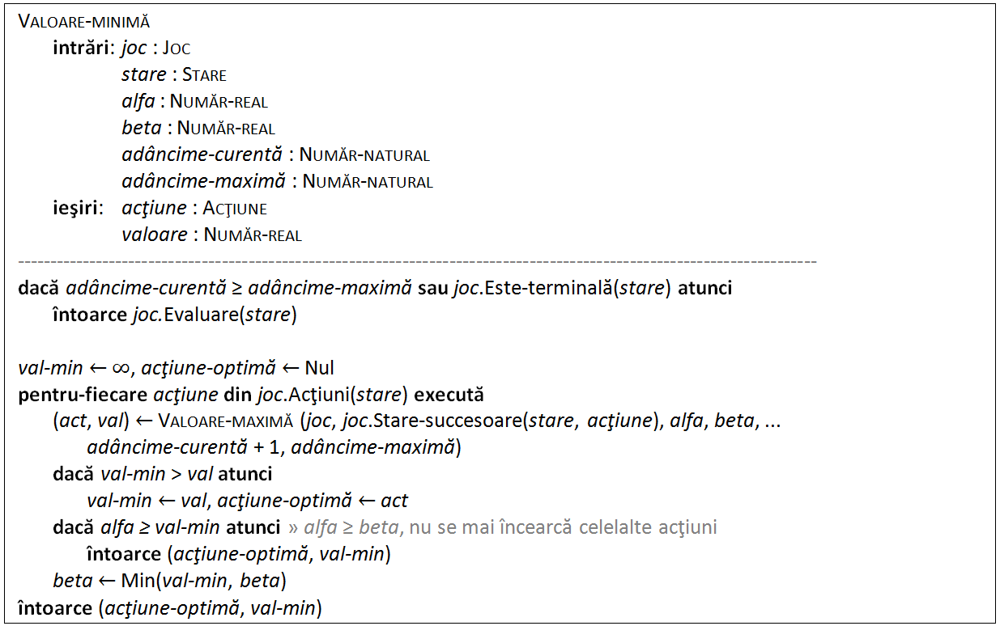 VALOARE-MINIMĂ
intrări: joc : JOC
stare : STARE
alfa : NUMĂR-REAL
beta : NUMĂR-REAL
adâncime-curentă : NUMĂR-NATURAL
adâncime-maximă : NUMĂR-NATURAL
ieşiri: acţiune : ACŢIUNE
valoare : NUMĂR-REAL
---------------------------------------------------------------------------------------------------------------------------
dacă adâncime-curentă ≥ adâncime-maximă sau joc.Este-terminală(stare) atunci
întoarce joc.Evaluare(stare)
val-min ← ∞, acţiune-optimă ← Nul
pentru-fiecare acţiune din joc.Acţiuni(stare) execută
(act, val) ← VALOARE-MAXIMĂ (joc, joc.Stare-succesoare(stare, acţiune), alfa, beta, ...
adâncime-curentă + 1, adâncime-maximă)
dacă val-min > val atunci
val-min ← val, acţiune-optimă ← act
dacă alfa ≥ val-min atunci » alfa ≥ beta, nu se mai încearcă celelalte acţiuni
întoarce (acţiune-optimă, val-min)
beta ← Min(val-min, beta)
întoarce (acţiune-optimă, val-min)